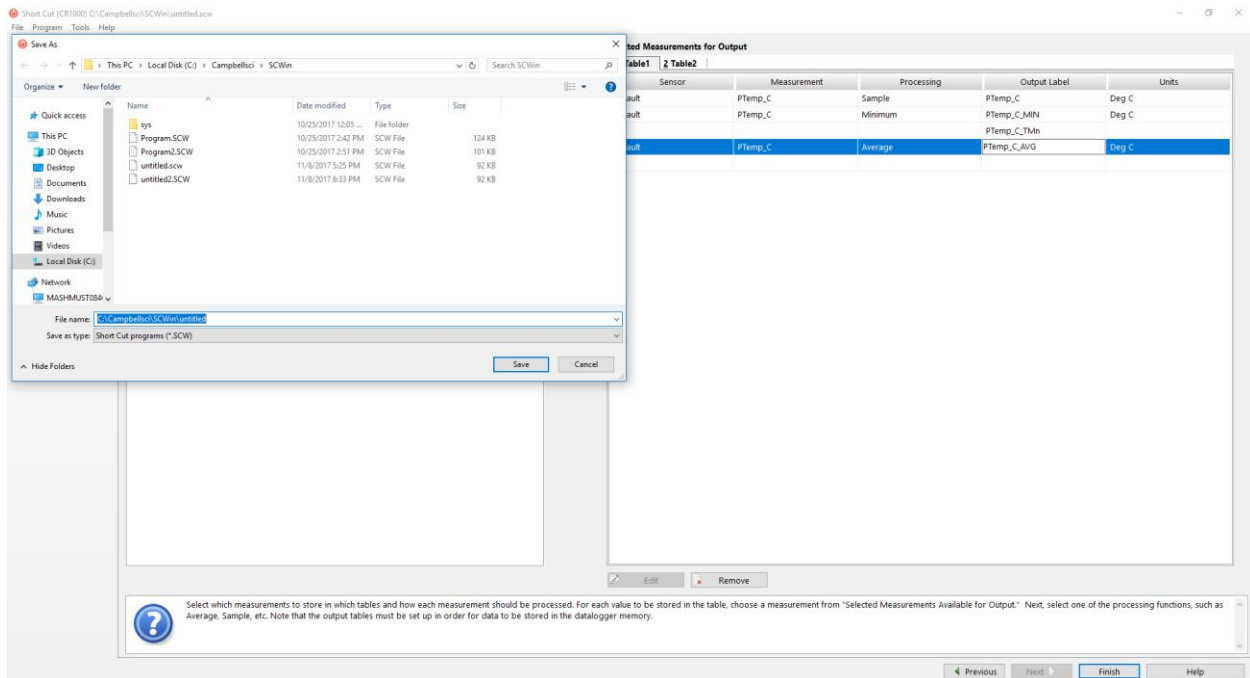 Short Cut (CR1000) C:\Campbellsci\SCWin\untitled.scw
File Program Tools Help
Save As
This PC > Local Disk (C:) > Campbellsci > SCWin
Search SCWin
Organize
New folder
Name Date modified Type Size
Quick access
This PC
3D Objects
Desktop
Documents
Downloads
Music
Pictures
Videos
Local Disk (C:)
Network
sys 10/25/2017 12:05 ... File folder
Program.SCW 10/25/2017 2:42 PM SCW File 124 KB
Program2.SCW 10/25/2017 2:51 PM SCW File 101 KB
untitled.scw 11/8/2017 5:25 PM SCW File 92 KB
untitled2.SCW 11/8/2017 6:33 PM SCW File 92 KB
File name: C:\Campbellsci\SCWin\untitled
Save as type: Short Cut programs (*.SCW)
Hide Folders
Save Cancel
ted Measurements for Output
Table1 2 Table2
Sensor Measurement Processing Output Label Units
ault PTemp_C Sample PTemp_C Deg C
ault PTemp_C Minimum PTemp_C_MIN Deg C
PTemp_C_TMn
ault PTemp_C Average PTemp_C_AVG Deg C
Edit Remove
Select which measurements to store in which tables and how each measurement should be processed. For each value to be stored in the table, choose a measurement from "Selected Measurements Available for Output." Next, select one of the processing functions, such as
Average, Sample, etc. Note that the output tables must be set up in order for data to be stored in the datalogger memory.
Previous Next Finish Help